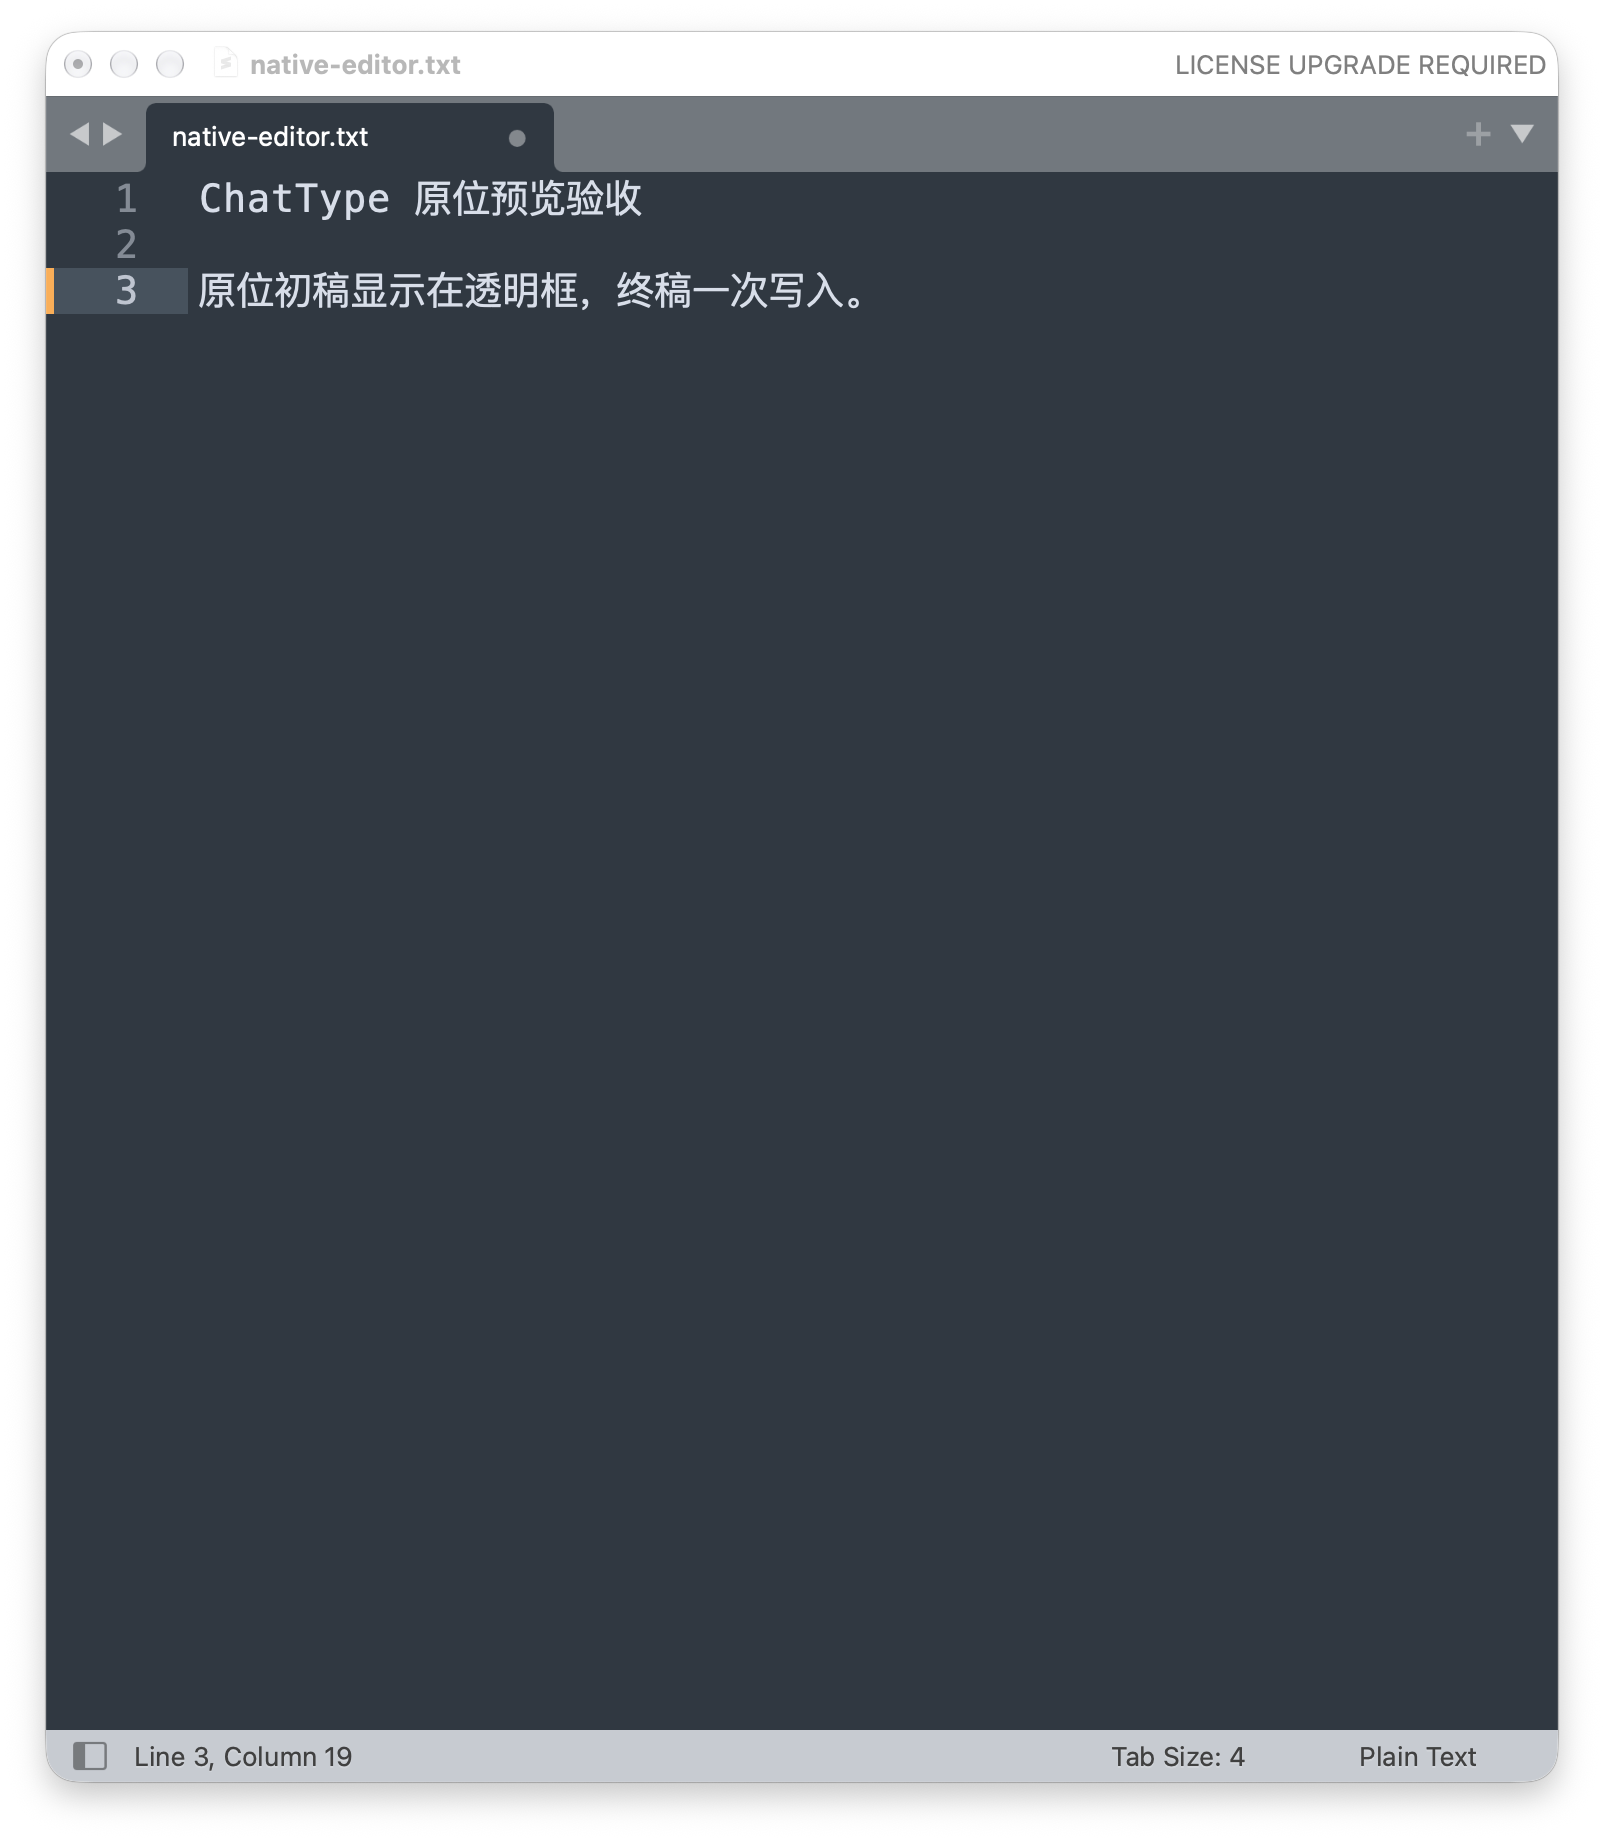 native-editor.txt
LICENSE UPGRADE REQUIRED
native-editor.txt
1 ChatType 原位预览验收
2
3 原位初稿显示在透明框，终稿一次写入。
Line 3, Column 19
Tab Size: 4
Plain Text